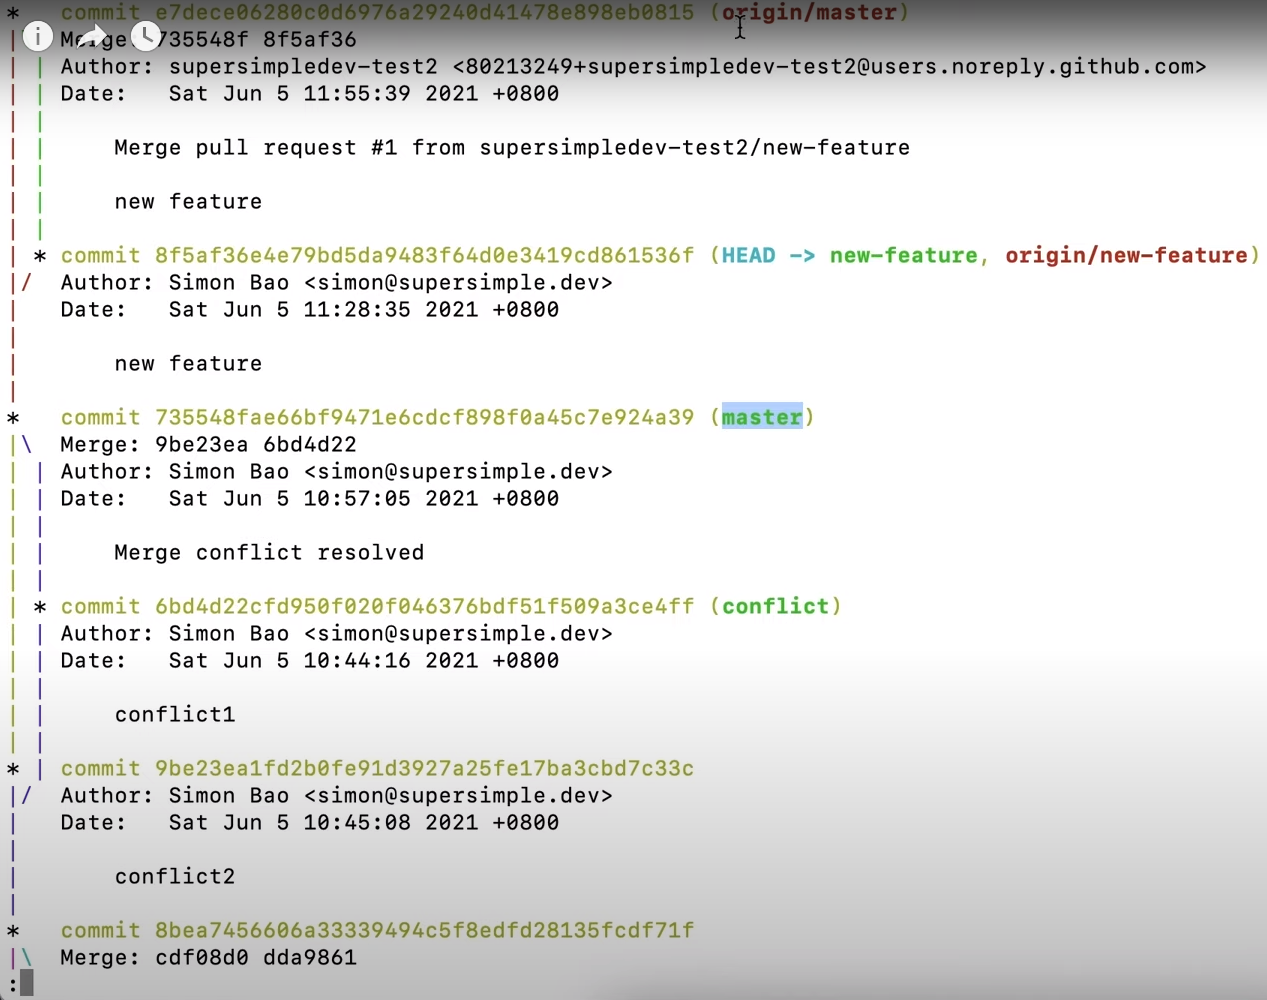 * commit e7dece06280c0d6976a29240d41478e898eb0815 (origin/master)
|\ Merge: 735548f 8f5af36
| | Author: supersimpledev-test2 <80213249+supersimpledev-test2@users.noreply.github.com>
| | Date:   Sat Jun 5 11:55:39 2021 +0800
| |
| |     Merge pull request #1 from supersimpledev-test2/new-feature
| |
| |     new feature
| |
| * commit 8f5af36e4e79bd5da9483f64d0e3419cd861536f (HEAD -> new-feature, origin/new-feature)
|/ Author: Simon Bao <simon@supersimple.dev>
| Date:   Sat Jun 5 11:28:35 2021 +0800
|
|     new feature
|
* commit 735548fae66bf9471e6cdcf898f0a45c7e924a39 (master)
|\ Merge: 9be23ea 6bd4d22
| | Author: Simon Bao <simon@supersimple.dev>
| | Date:   Sat Jun 5 10:57:05 2021 +0800
| |
| |     Merge conflict resolved
| |
| * commit 6bd4d22cfd950f020f046376bdf51f509a3ce4ff (conflict)
| | Author: Simon Bao <simon@supersimple.dev>
| | Date:   Sat Jun 5 10:44:16 2021 +0800
| |
| |     conflict1
| |
* | commit 9be23ea1fd2b0fe91d3927a25fe17ba3cbd7c33c
|/ Author: Simon Bao <simon@supersimple.dev>
| Date:   Sat Jun 5 10:45:08 2021 +0800
|
|     conflict2
|
* commit 8bea7456606a33339494c5f8edfd28135fcdf71f
|\ Merge: cdf08d0 dda9861
: